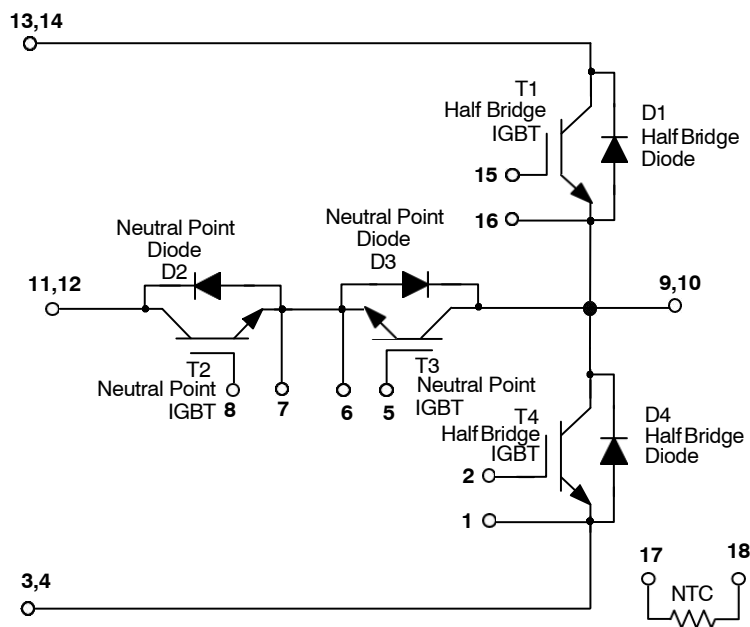 13,14
T1
Half Bridge
IGBT
D1
Half Bridge
Diode
15
16
Neutral Point
Diode
D2
Neutral Point
Diode
D3
11,12
9,10
T2
Neutral Point
IGBT
8
7
6
5
T3
Neutral Point
IGBT
T4
Half Bridge
IGBT
D4
Half Bridge
Diode
2
1
3,4
17
18
NTC